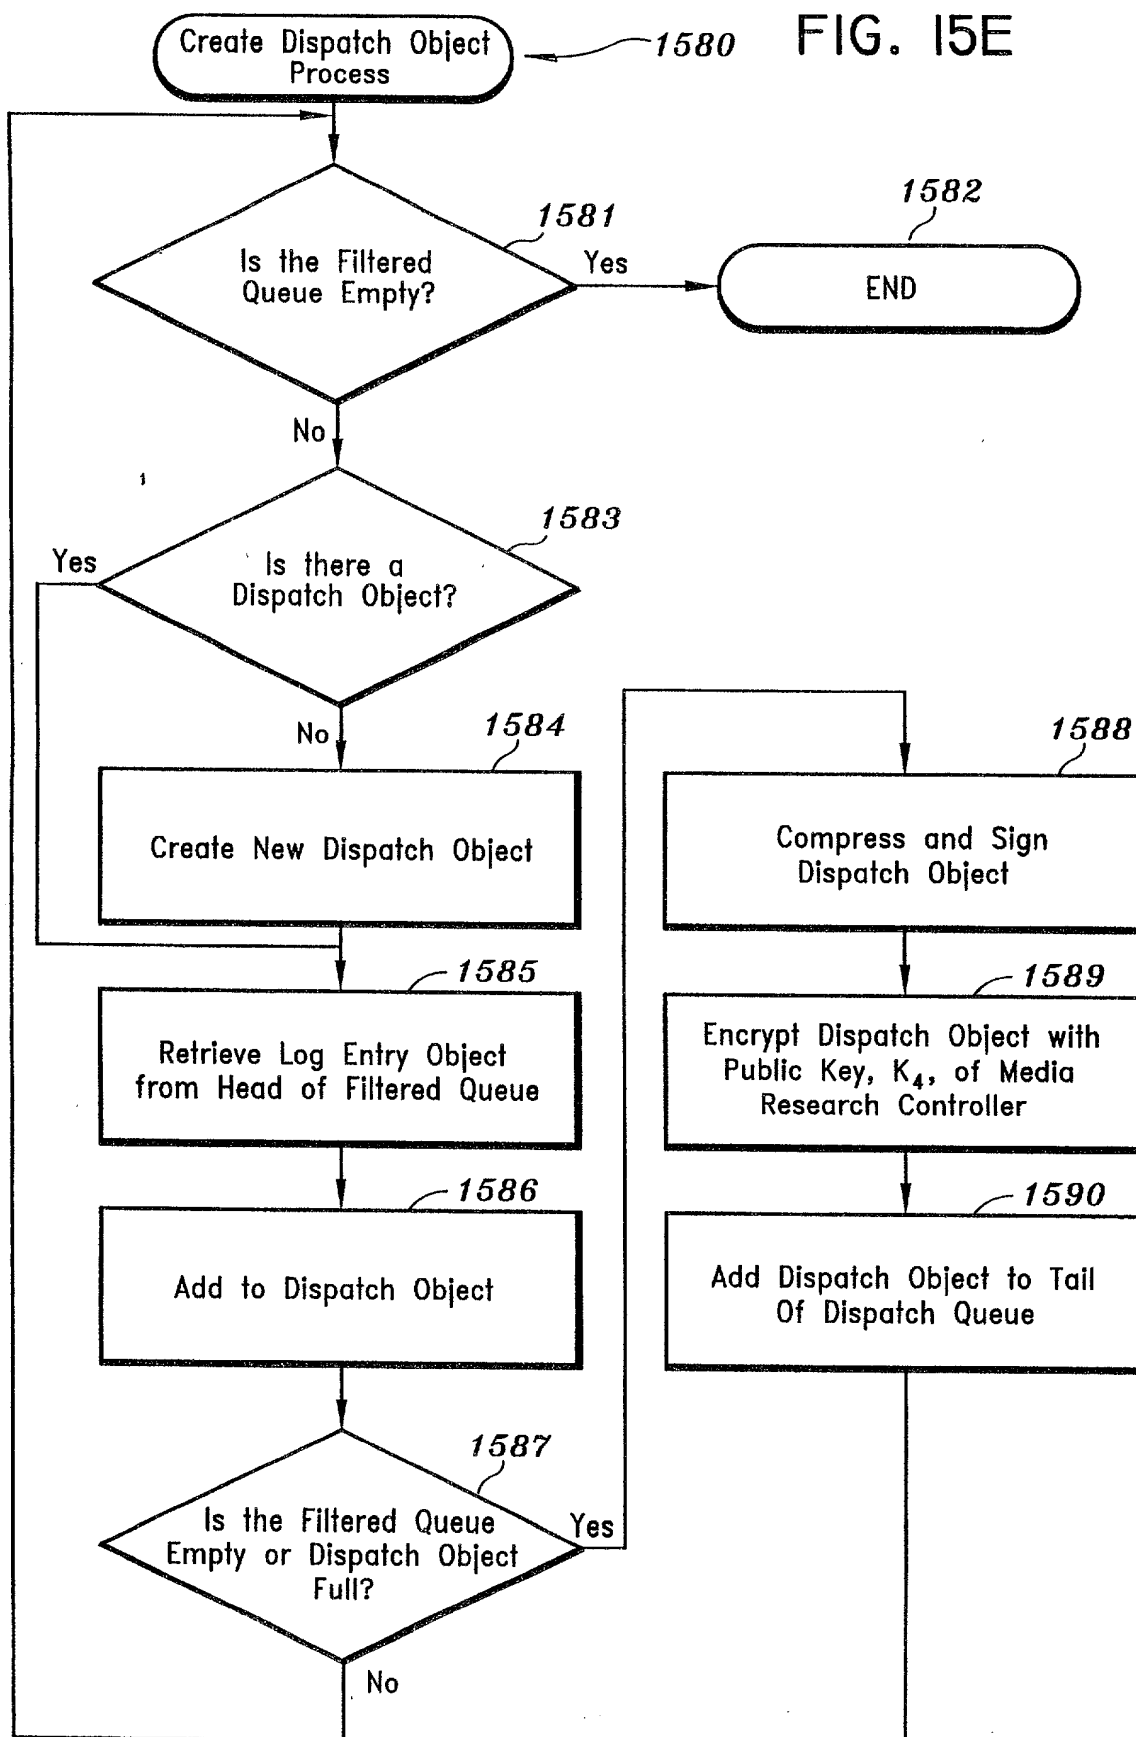 FIG. 15E
Create Dispatch Object
Process
1580
1581
Is the Filtered
Queue Empty?
Yes
1582
END
No
1583
Is there a
Dispatch Object?
Yes
No
1584
Create New Dispatch Object
1585
Retrieve Log Entry Object
from Head of Filtered Queue
1586
Add to Dispatch Object
1587
Is the Filtered Queue
Empty or Dispatch Object
Full?
Yes
No
1588
Compress and Sign
Dispatch Object
1589
Encrypt Dispatch Object with
Public Key, K₄, of Media
Research Controller
1590
Add Dispatch Object to Tail
Of Dispatch Queue